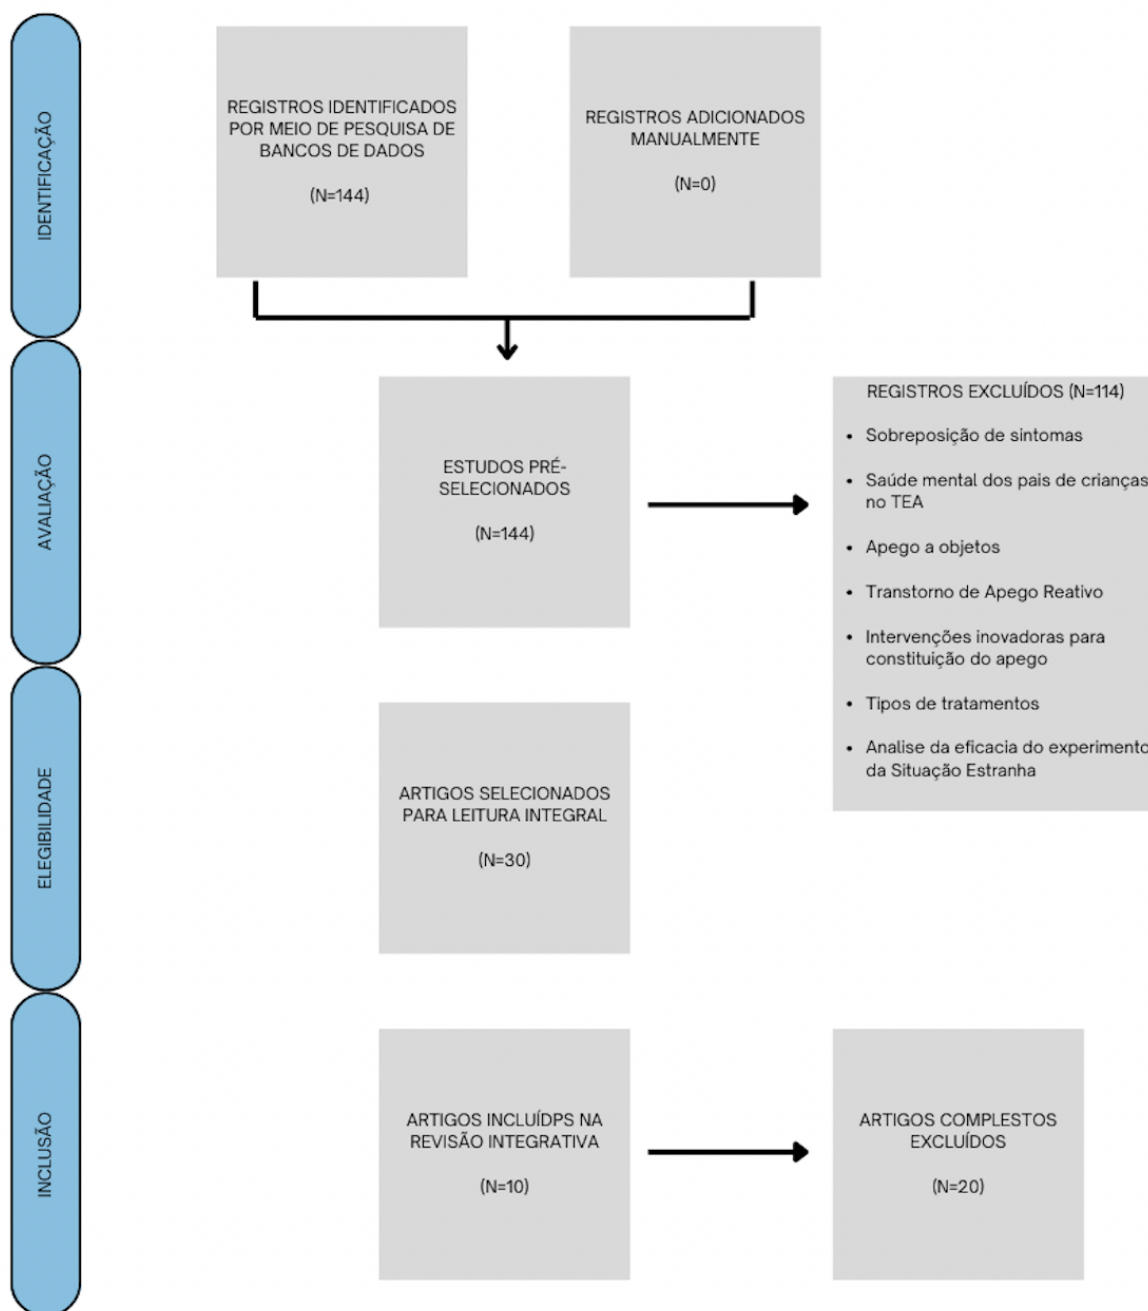 IDENTIFICAÇÃO
REGISTROS IDENTIFICADOS
POR MEIO DE PESQUISA DE
BANCOS DE DADOS
(N=144)
REGISTROS ADICIONADOS
MANUALMENTE
(N=0)
AVALIAÇÃO
ESTUDOS PRÉ-
SELECIONADOS
(N=144)
REGISTROS EXCLUÍDOS (N=114)
• Sobreposição de sintomas
• Saúde mental dos pais de crianças
no TEA
• Apego a objetos
• Transtorno de Apego Reativo
• Intervenções inovadoras para
constituição do apego
• Tipos de tratamentos
• Analise da eficacia do experimento
da Situação Estranha
ELEGIBILIDADE
ARTIGOS SELECIONADOS
PARA LEITURA INTEGRAL
(N=30)
INCLUSÃO
ARTIGOS INCLUÍDPS NA
REVISÃO INTEGRATIVA
(N=10)
ARTIGOS COMPLESTOS
EXCLUÍDOS
(N=20)